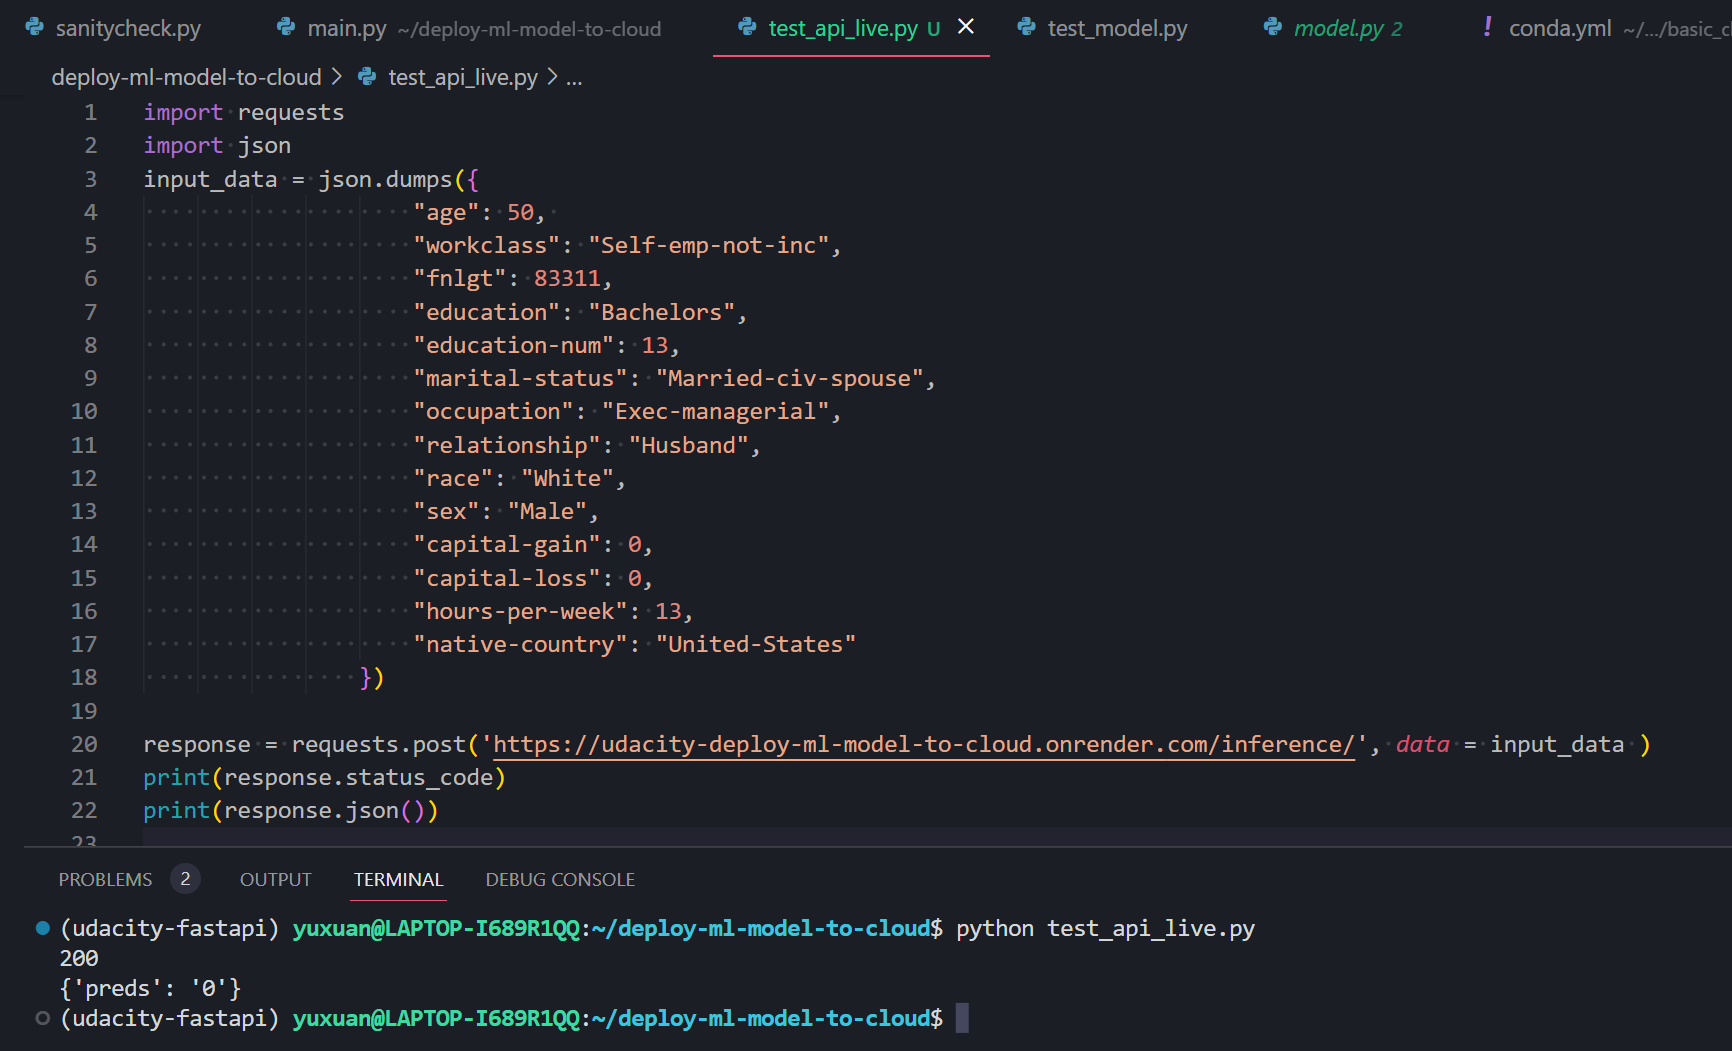 sanitycheck.py main.py ~/deploy-ml-model-to-cloud test_api_live.py U × test_model.py model.py 2 ! conda.yml ~/.../basic_c
deploy-ml-model-to-cloud > test_api_live.py > ...
1 import requests
2 import json
3 input_data = json.dumps({
4 "age": 50,
5 "workclass": "Self-emp-not-inc",
6 "fnlgt": 83311,
7 "education": "Bachelors",
8 "education-num": 13,
9 "marital-status": "Married-civ-spouse",
10 "occupation": "Exec-managerial",
11 "relationship": "Husband",
12 "race": "White",
13 "sex": "Male",
14 "capital-gain": 0,
15 "capital-loss": 0,
16 "hours-per-week": 13,
17 "native-country": "United-States"
18 })
19
20 response = requests.post('https://udacity-deploy-ml-model-to-cloud.onrender.com/inference/', data = input_data )
21 print(response.status_code)
22 print(response.json())
23
PROBLEMS 2 OUTPUT TERMINAL DEBUG CONSOLE
(udacity-fastapi) yuxuan@LAPTOP-I689R1QQ:~/deploy-ml-model-to-cloud$ python test_api_live.py
200
{'preds': '0'}
(udacity-fastapi) yuxuan@LAPTOP-I689R1QQ:~/deploy-ml-model-to-cloud$